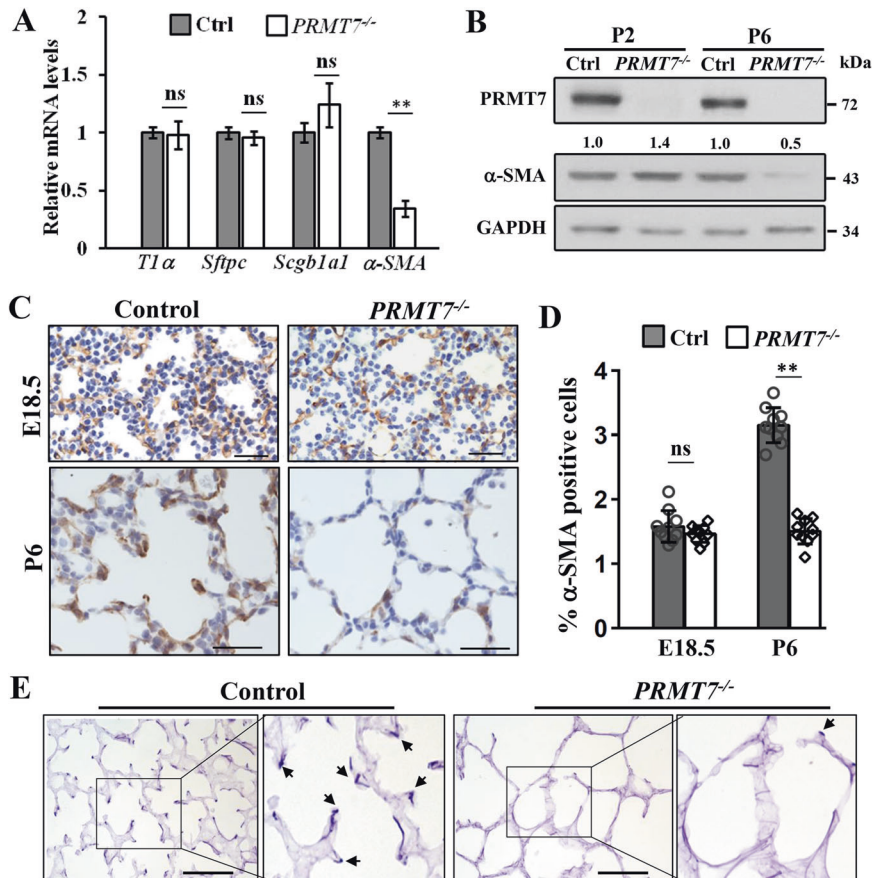 A
Ctrl PRMT7-/-
Relative mRNA levels
2
1.5
1
0.5
0
ns ns ns **
T1α Sftpc Scgb1a1 α-SMA
B
P2 P6
Ctrl PRMT7-/- Ctrl PRMT7-/- kDa
PRMT7 72
1.0 1.4 1.0 0.5
α-SMA 43
GAPDH 34
C
Control PRMT7-/-
E18.5
P6
D
Ctrl PRMT7-/-
% α-SMA positive cells
4
3
2
1
0
ns **
E18.5 P6
E
Control PRMT7-/-